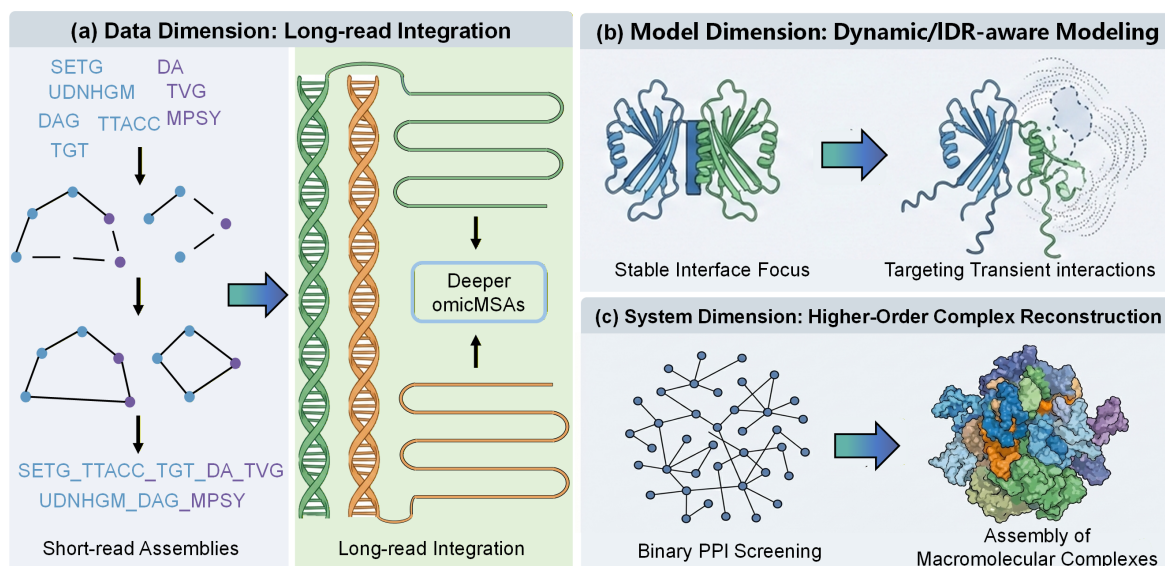 (a) Data Dimension: Long-read Integration
SETG
DA
UDNHGM
TVG
DAG
TTACC
MPSY
TGT
SETG_TTACC_TGT_DA_TVG
UDNHGM_DAG_MPSY
Short-read Assemblies
Deeper
omicMSAs
Long-read Integration
(b) Model Dimension: Dynamic/IDR-aware Modeling
Stable Interface Focus
Targeting Transient interactions
(c) System Dimension: Higher-Order Complex Reconstruction
Binary PPI Screening
Assembly of
Macromolecular Complexes